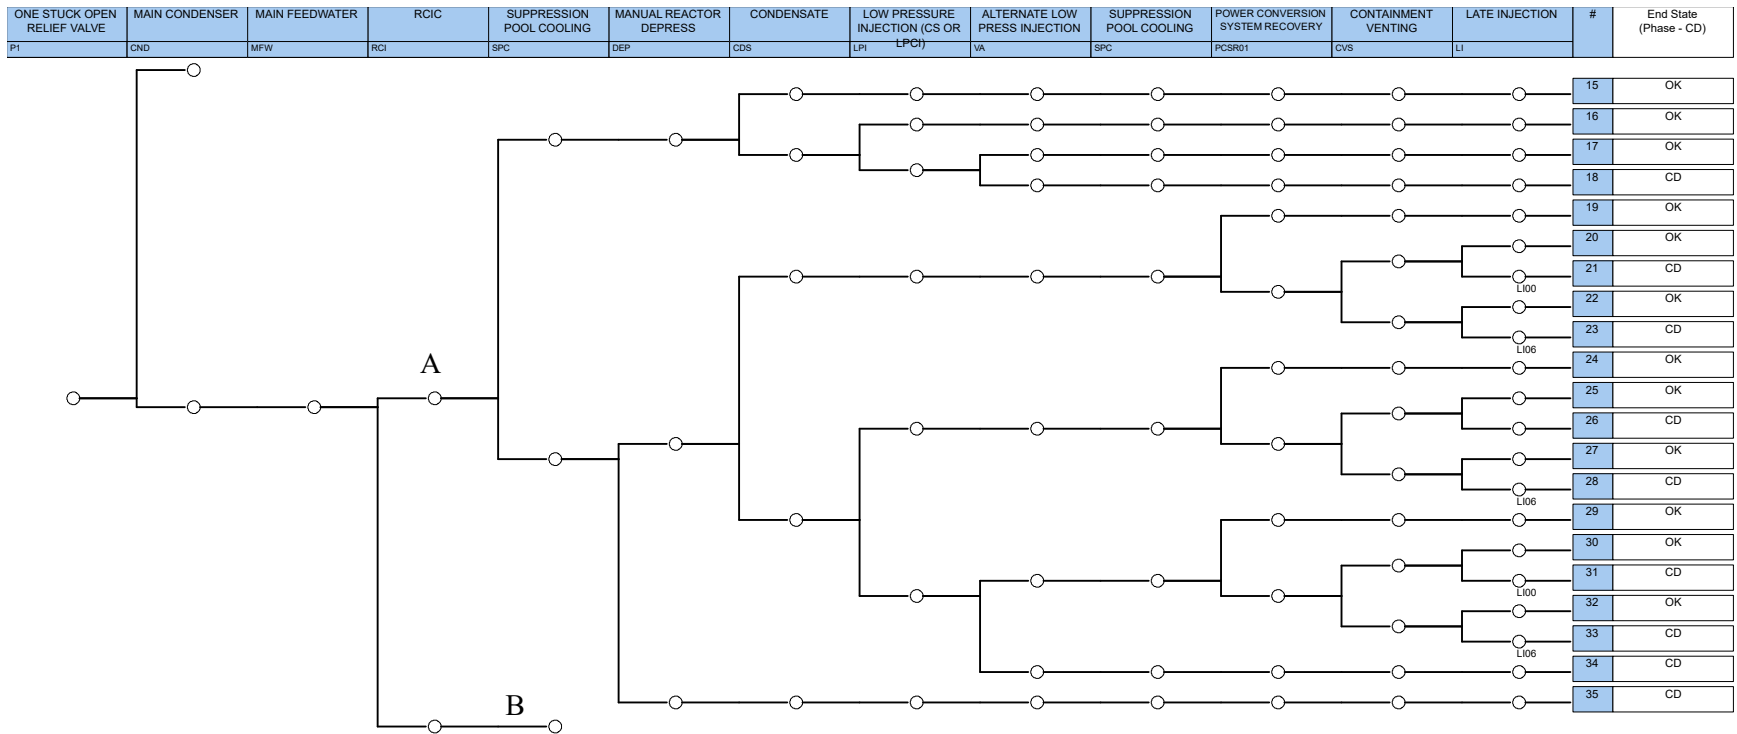 ONE STUCK OPEN
RELIEF VALVE
MAIN CONDENSER
MAIN FEEDWATER
RCIC
SUPPRESSION
POOL COOLING
MANUAL REACTOR
DEPRESS
CONDENSATE
LOW PRESSURE
INJECTION (CS OR
LPCI)
ALTERNATE LOW
PRESS INJECTION
SUPPRESSION
POOL COOLING
POWER CONVERSION
SYSTEM RECOVERY
CONTAINMENT
VENTING
LATE INJECTION
#
End State
(Phase - CD)
P1
CND
MFW
RCI
SPC
DEP
CDS
LPI
VA
SPC
PCSR01
CVS
LI
15 OK
16 OK
17 OK
18 CD
19 OK
20 OK
21 CD
LI00
22 OK
23 CD
LI06
A
24 OK
25 OK
26 CD
27 OK
28 CD
LI06
29 OK
30 OK
31 CD
LI00
32 OK
33 CD
LI06
34 CD
35 CD
B